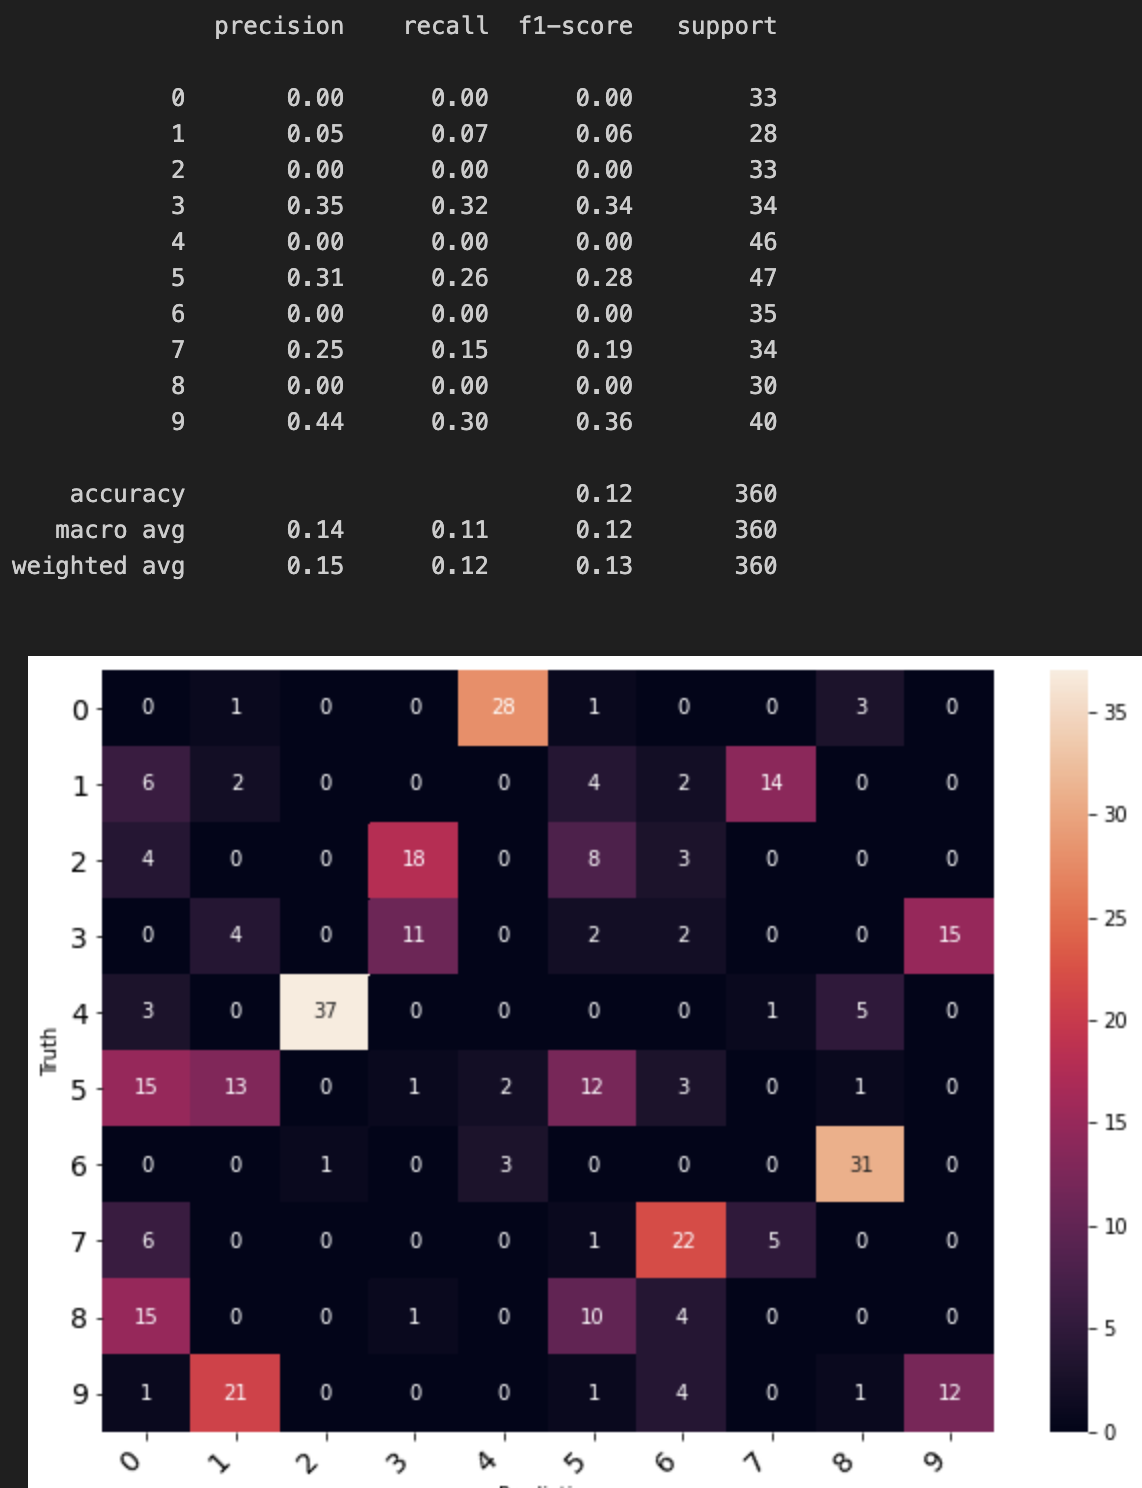 precision recall f1-score support
0 0.00 0.00 0.00 33
1 0.05 0.07 0.06 28
2 0.00 0.00 0.00 33
3 0.35 0.32 0.34 34
4 0.00 0.00 0.00 46
5 0.31 0.26 0.28 47
6 0.00 0.00 0.00 35
7 0.25 0.15 0.19 34
8 0.00 0.00 0.00 30
9 0.44 0.30 0.36 40
accuracy 0.12 360
macro avg 0.14 0.11 0.12 360
weighted avg 0.15 0.12 0.13 360
0 0 1 0 0 28 1 0 0 3 0
1 6 2 0 0 0 4 2 14 0 0
2 4 0 0 18 0 8 3 0 0 0
3 0 4 0 11 0 2 2 0 0 15
4 3 0 37 0 0 0 0 1 5 0
5 15 13 0 1 2 12 3 0 1 0
6 0 0 1 0 3 0 0 0 31 0
7 6 0 0 0 0 1 22 5 0 0
8 15 0 0 1 0 10 4 0 0 0
9 1 21 0 0 0 1 4 0 1 12
0 1 2 3 4 5 6 7 8 9
Truth
35
30
25
20
15
10
5
0